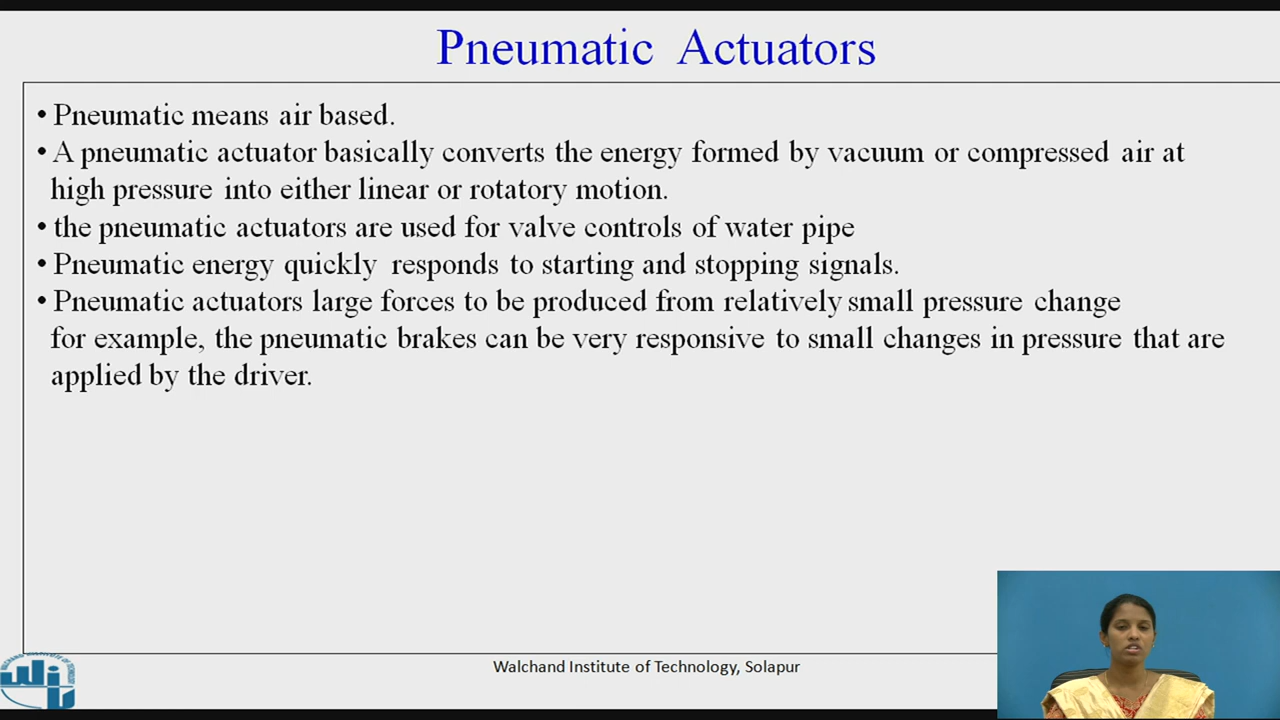 Pneumatic Actuators
• Pneumatic means air based.
• A pneumatic actuator basically converts the energy formed by vacuum or compressed air at
high pressure into either linear or rotatory motion.
• the pneumatic actuators are used for valve controls of water pipe
• Pneumatic energy quickly responds to starting and stopping signals.
• Pneumatic actuators large forces to be produced from relatively small pressure change
for example, the pneumatic brakes can be very responsive to small changes in pressure that are
applied by the driver.
Walchand Institute of Technology, Solapur